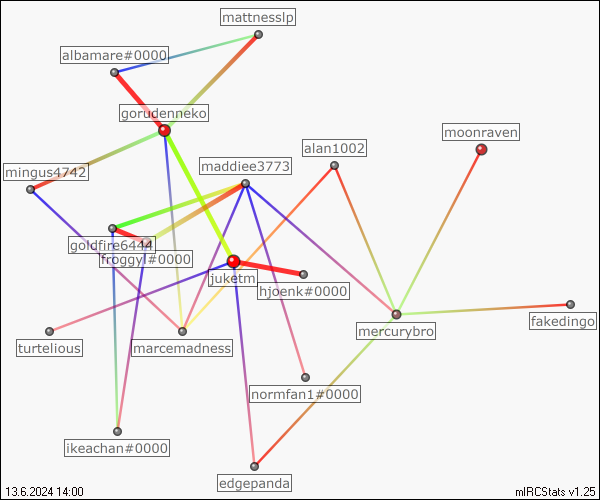 mattnesslp
albamare#0000
gorudenneko
moonraven
alan1002
maddiee3773
mingus4742
goldfire6444
froggyl#0000
juketm
hjoenk#0000
fakedingo
mercurybro
turtelious
marcemadness
normfan1#0000
ikeachan#0000
edgepanda
13.6.2024 14:00
mIRCStats v1.25